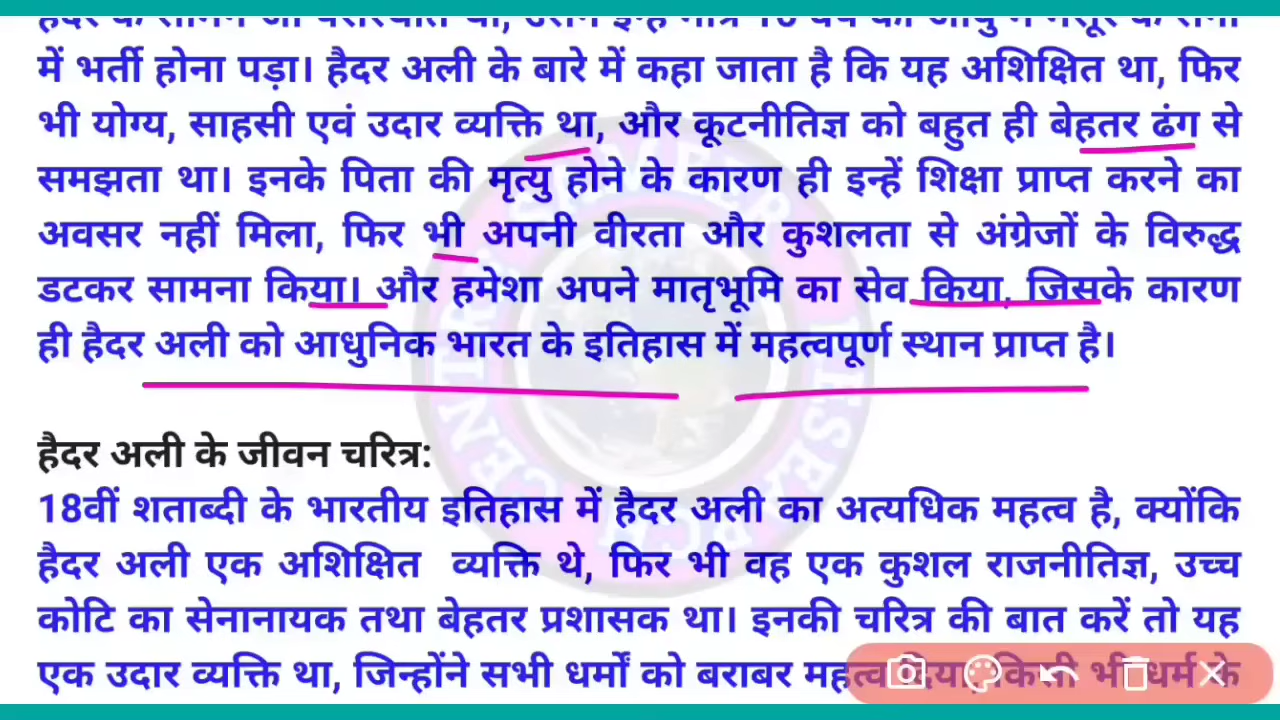 में भर्ती होना पड़ा। हैदर अली के बारे में कहा जाता है कि यह अशिक्षित था, फिर
भी योग्य, साहसी एवं उदार व्यक्ति था, और कूटनीतिज्ञ को बहुत ही बेहतर ढंग से
समझता था। इनके पिता की मृत्यु होने के कारण ही इन्हें शिक्षा प्राप्त करने का
अवसर नहीं मिला, फिर भी अपनी वीरता और कुशलता से अंग्रेजों के विरुद्ध
डटकर सामना किया। और हमेशा अपने मातृभूमि का सेव किया, जिसके कारण
ही हैदर अली को आधुनिक भारत के इतिहास में महत्वपूर्ण स्थान प्राप्त है।
हैदर अली के जीवन चरित्र:
18वीं शताब्दी के भारतीय इतिहास में हैदर अली का अत्यधिक महत्व है, क्योंकि
हैदर अली एक अशिक्षित व्यक्ति थे, फिर भी वह एक कुशल राजनीतिज्ञ, उच्च
कोटि का सेनानायक तथा बेहतर प्रशासक था। इनकी चरित्र की बात करें तो यह
एक उदार व्यक्ति था, जिन्होंने सभी धर्मों को बराबर महत्व दिया, किसी भी धर्म के